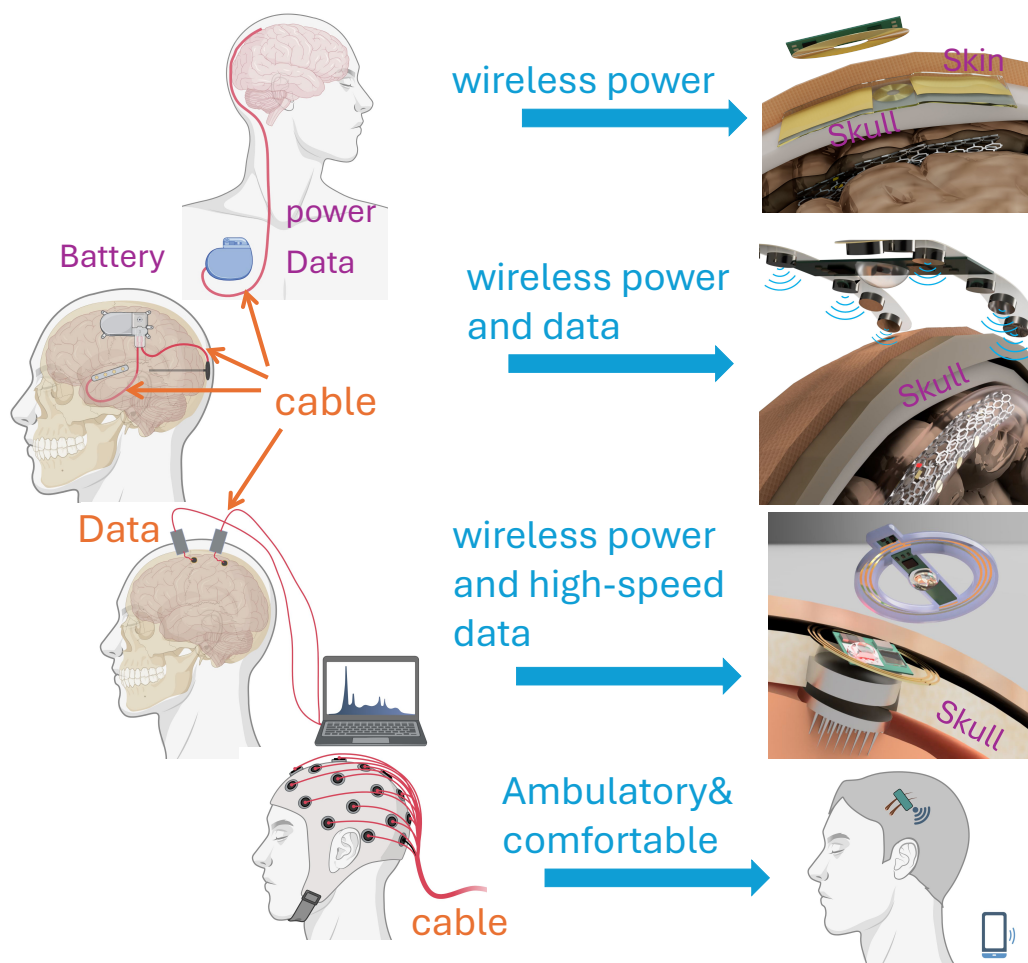 wireless power
Skin
Skull
power
Battery
Data
wireless power
and data
Skull
cable
Data
wireless power
and high-speed
data
Skull
Ambulatory&
comfortable
cable